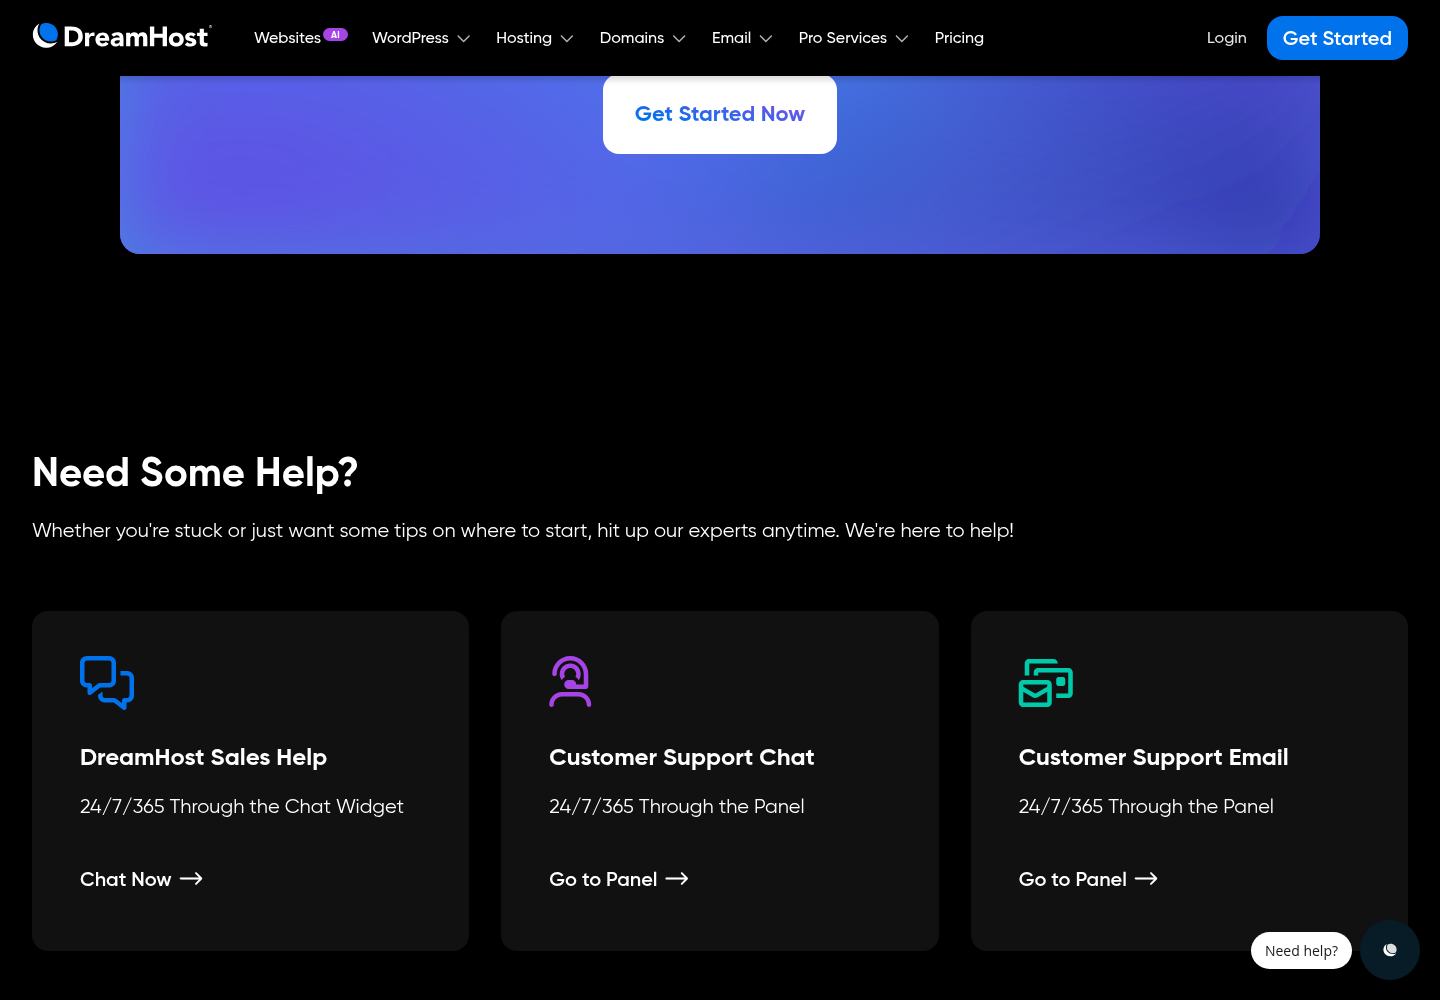 DreamHost
Websites AI
WordPress
Hosting
Domains
Email
Pro Services
Pricing
Login
Get Started
Get Started Now
Need Some Help?
Whether you're stuck or just want some tips on where to start, hit up our experts anytime. We're here to help!
DreamHost Sales Help
24/7/365 Through the Chat Widget
Chat Now
Customer Support Chat
24/7/365 Through the Panel
Go to Panel
Customer Support Email
24/7/365 Through the Panel
Go to Panel
Need help?